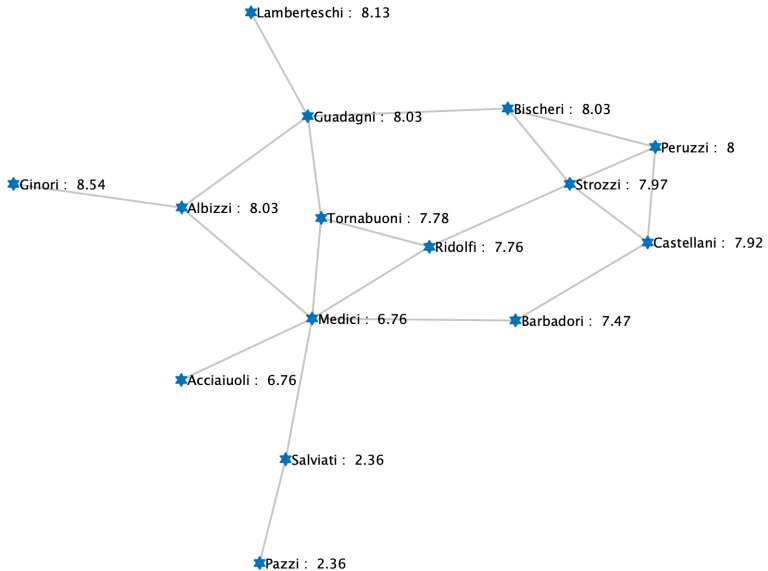 Lamberteschi : 8.13
Bischeri : 8.03
Guadagni : 8.03
Peruzzi : 8
Ginori : 8.54
Strozzi : 7.97
Albizzi : 8.03
Tornabuoni : 7.78
Castellani : 7.92
Ridolfi : 7.76
Medici : 6.76
Barbadori : 7.47
Acciaiuoli : 6.76
Salviati : 2.36
Pazzi : 2.36